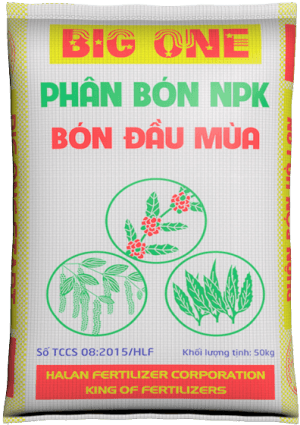 BIG ONE
PHÂN BÓN NPK
BÓN ĐẦU MÙA
Số TCCS 08:2015/HLF
Khối lượng tịnh: 50kg
HALAN FERTILIZER CORPORATION
KING OF FERTILIZERS